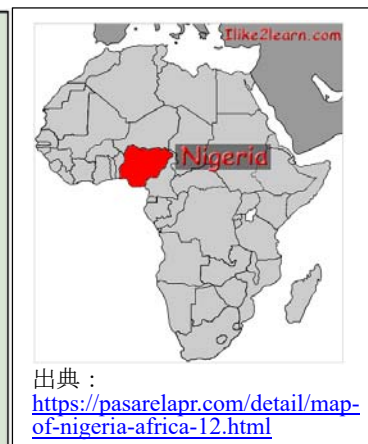 Ilike2learn.com
Nigeria
出典：
https://pasarelapr.com/detail/map-
of-nigeria-africa-12.html